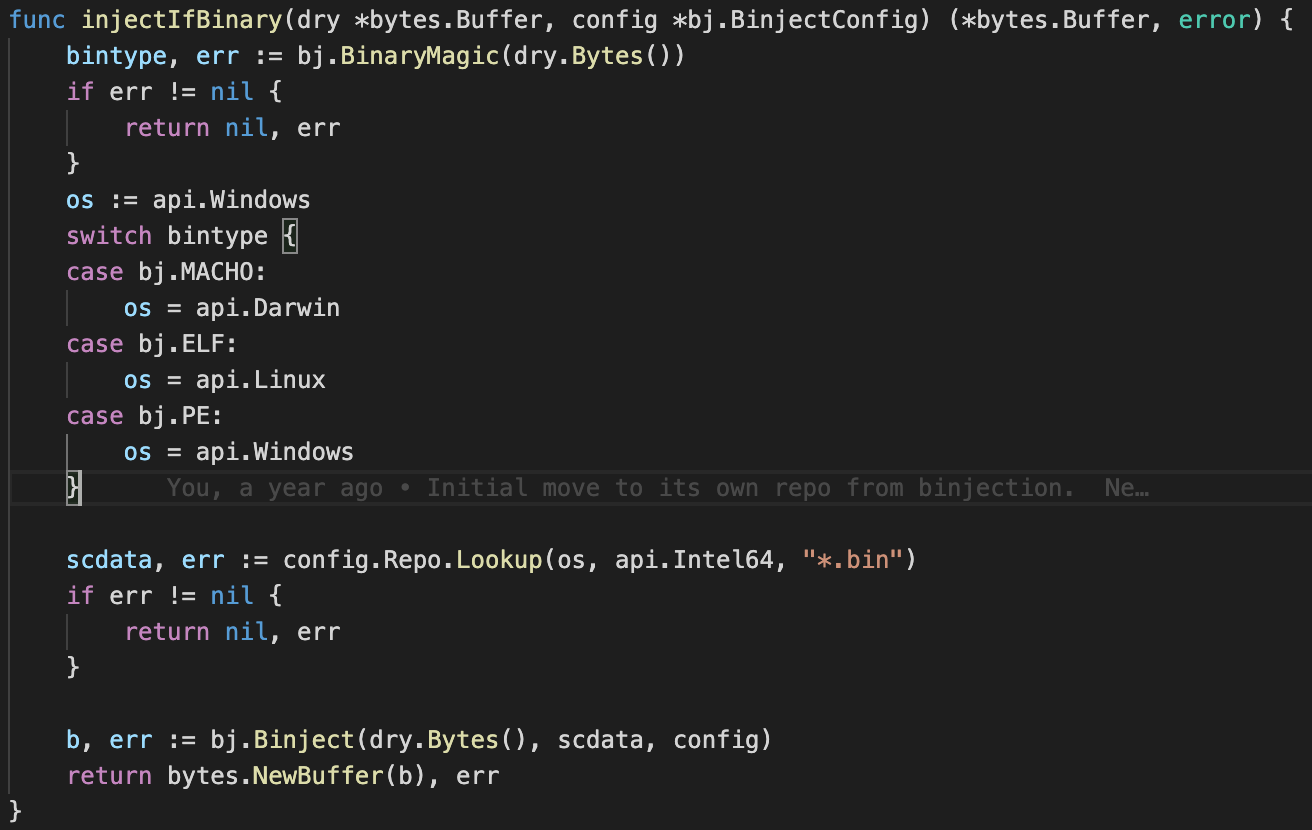 func injectIfBinary(dry *bytes.Buffer, config *bj.BinjectConfig) (*bytes.Buffer, error) {
    bintype, err := bj.BinaryMagic(dry.Bytes())
    if err != nil {
        return nil, err
    }
    os := api.Windows
    switch bintype {
    case bj.MACHO:
        os = api.Darwin
    case bj.ELF:
        os = api.Linux
    case bj.PE:
        os = api.Windows
    }      You, a year ago • Initial move to its own repo from binjection.  Ne…
    scdata, err := config.Repo.Lookup(os, api.Intel64, "*.bin")
    if err != nil {
        return nil, err
    }
    b, err := bj.Binject(dry.Bytes(), scdata, config)
    return bytes.NewBuffer(b), err
}